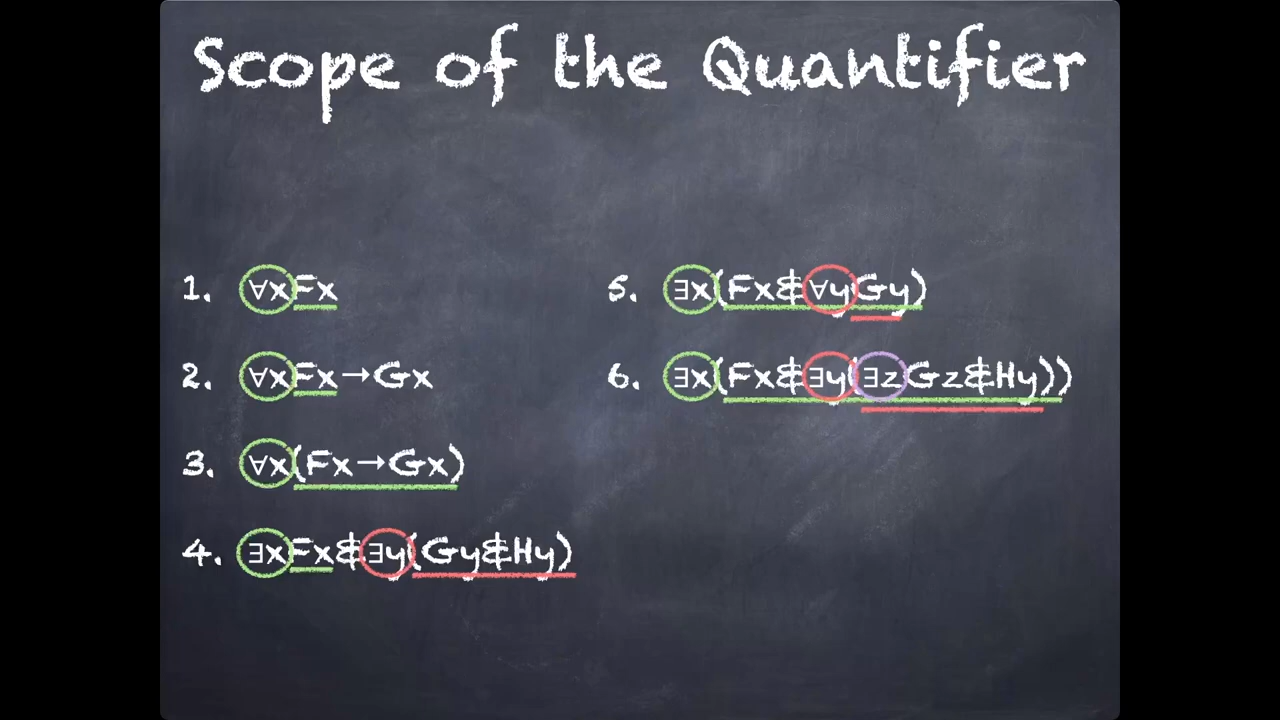 Scope of the Quantifier
1. ∀xFx
2. ∀xFx→Gx
3. ∀x(Fx→Gx)
4. ∃xFx&∃y(Gy&Hy)
5. ∃x(Fx&∀yGy)
6. ∃x(Fx&∃y(∃zGz&Hy))